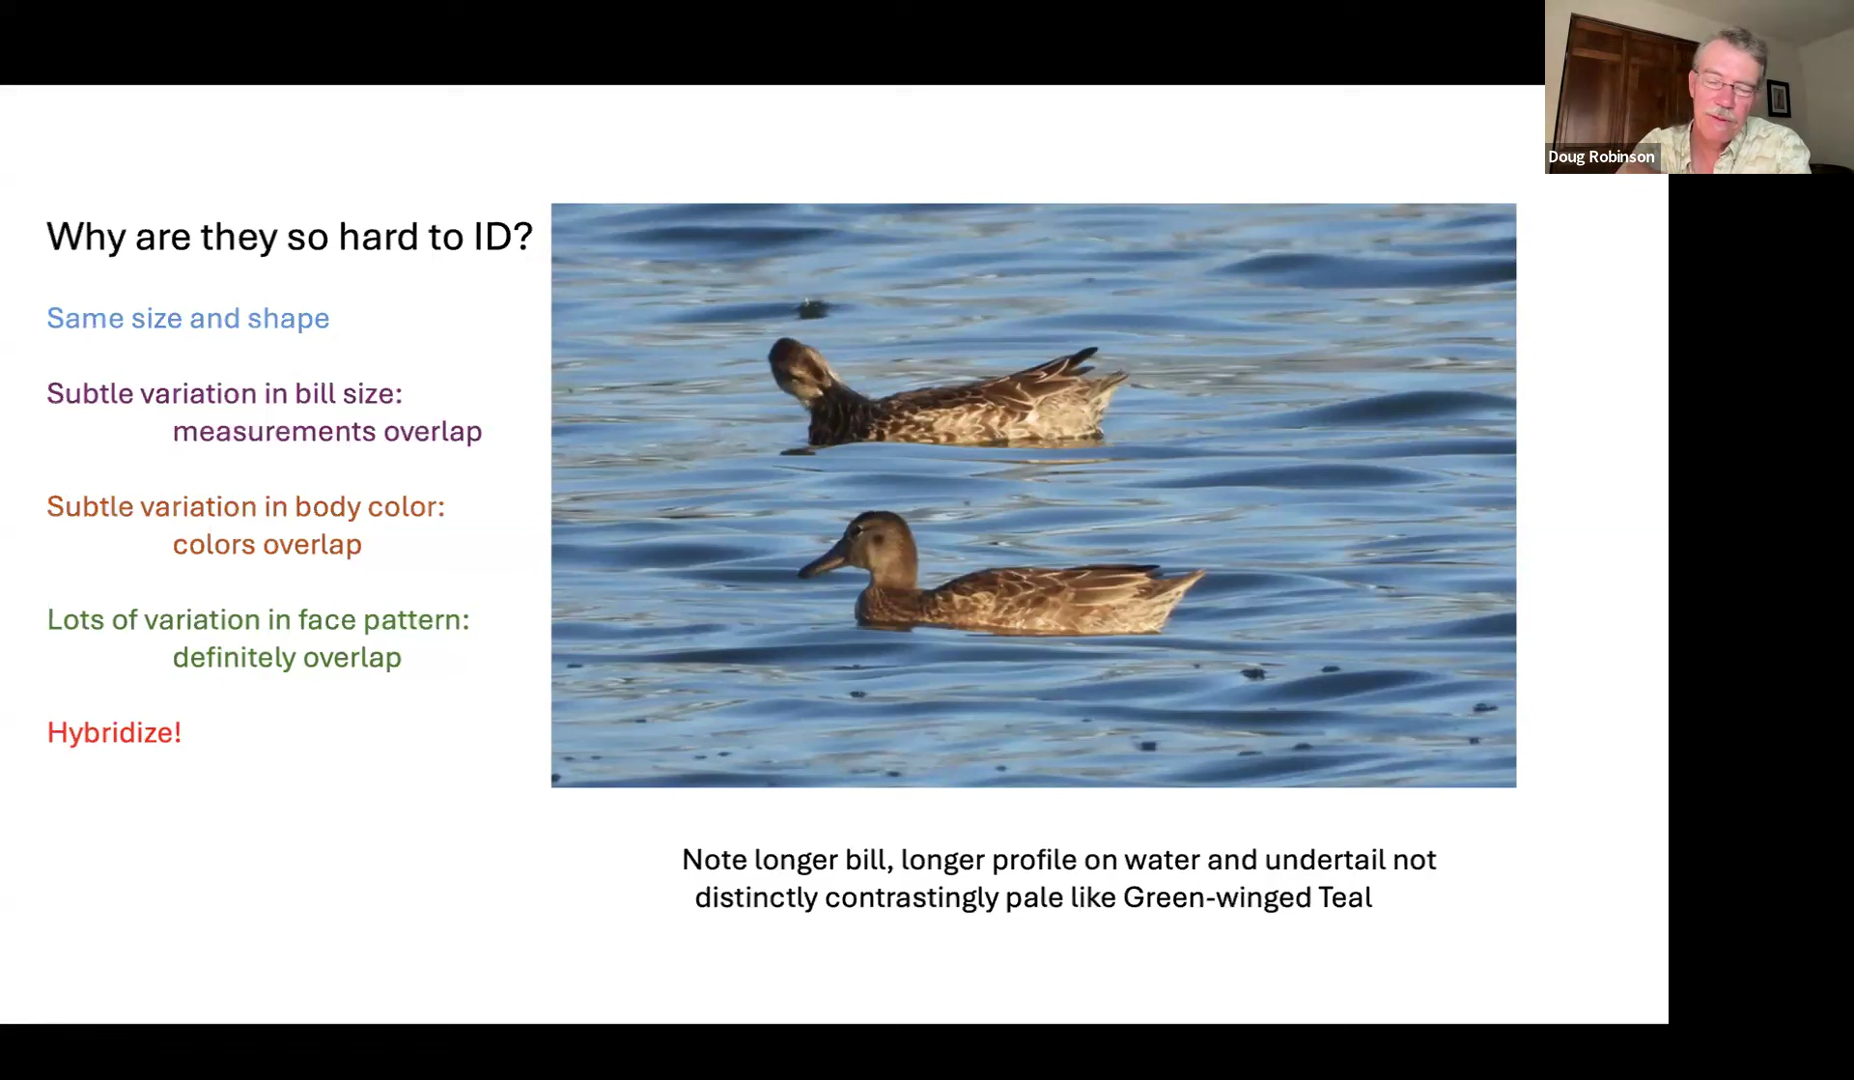 Doug Robinson
Why are they so hard to ID?
Same size and shape
Subtle variation in bill size:
measurements overlap
Subtle variation in body color:
colors overlap
Lots of variation in face pattern:
definitely overlap
Hybridize!
Note longer bill, longer profile on water and undertail not
distinctly contrastingly pale like Green-winged Teal